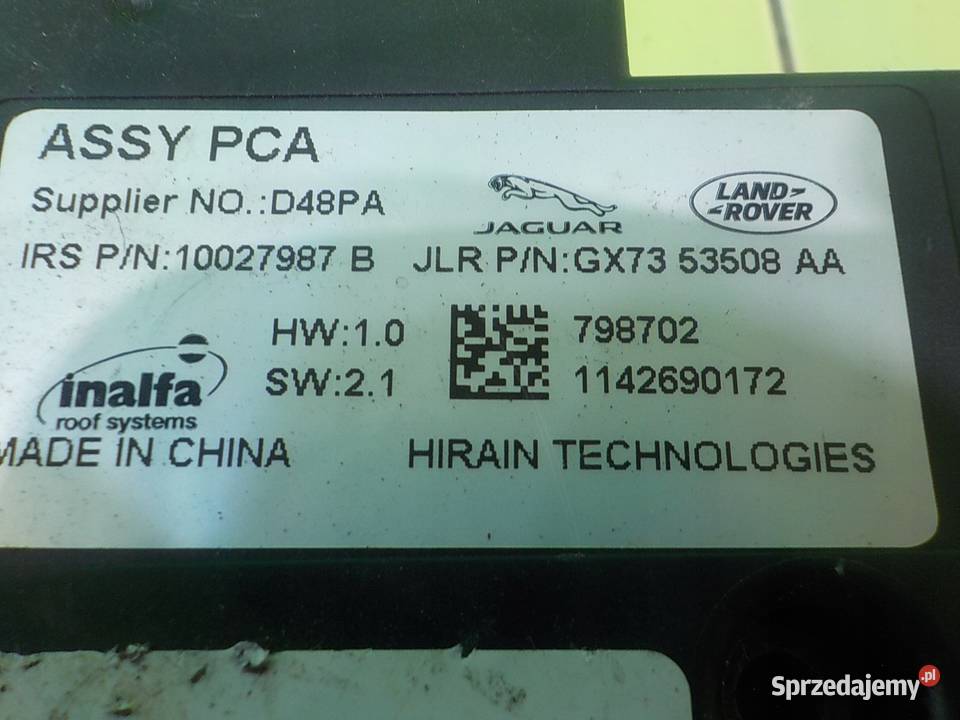 ASSY PCA
Supplier NO.:D48PA
JAGUAR
LAND-
-ROVER
IRS P/N:10027987 B JLR P/N:GX73 53508 AA
HW:1.0
798702
SW:2.1
1142690172
inalfa
roof systems
MADE IN CHINA
HIRAIN TECHNOLOGIES
Sprzedajemy.pl